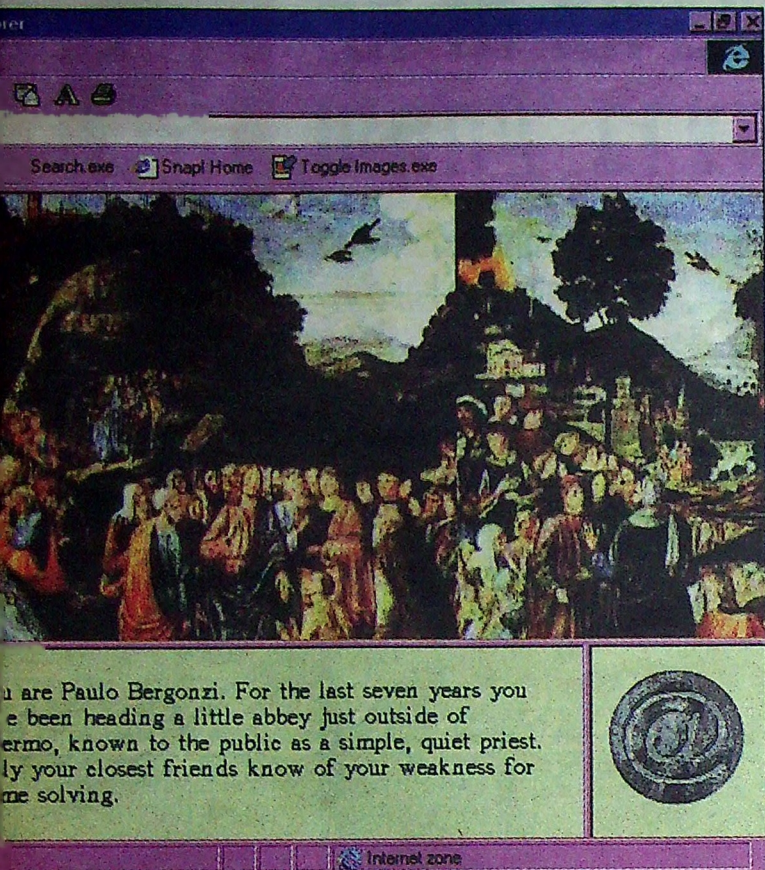 rer
Search.exe Snap! Home Toggle Images.exe
u are Paulo Bergonzi. For the last seven years you
e been heading a little abbey just outside of
ermo, known to the public as a simple, quiet priest.
ly your closest friends know of your weakness for
me solving.
@
Internet zone